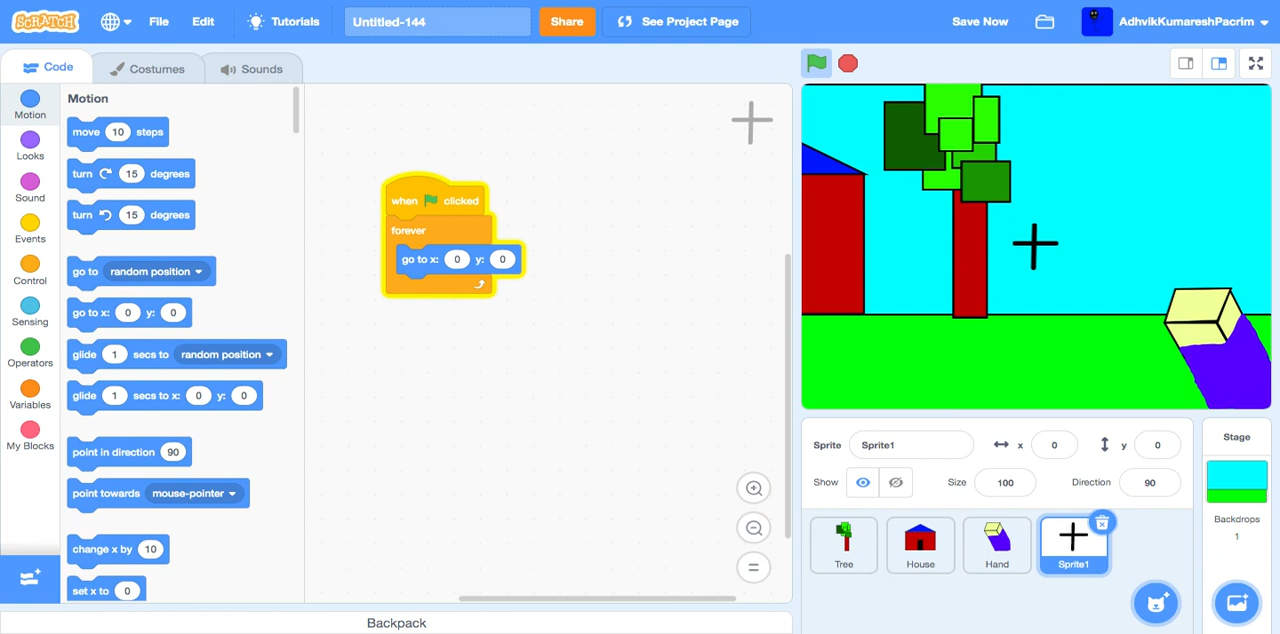 SCRATCH File Edit Tutorials Untitled-144 Share See Project Page Save Now AdhvikKumareshPacrim
Code Costumes Sounds
Motion
Looks
Sound
Events
Control
Sensing
Operators
Variables
My Blocks
Motion
move 10 steps
turn 15 degrees
turn 15 degrees
go to random position
go to x: 0 y: 0
glide 1 secs to random position
glide 1 secs to x: 0 y: 0
point in direction 90
point towards mouse-pointer
change x by 10
set x to 0
when clicked
forever
go to x: 0 y: 0
Backpack
Sprite Sprite1 x 0 y 0
Show Size 100 Direction 90
Tree House Hand Sprite1
Stage
Backdrops
1